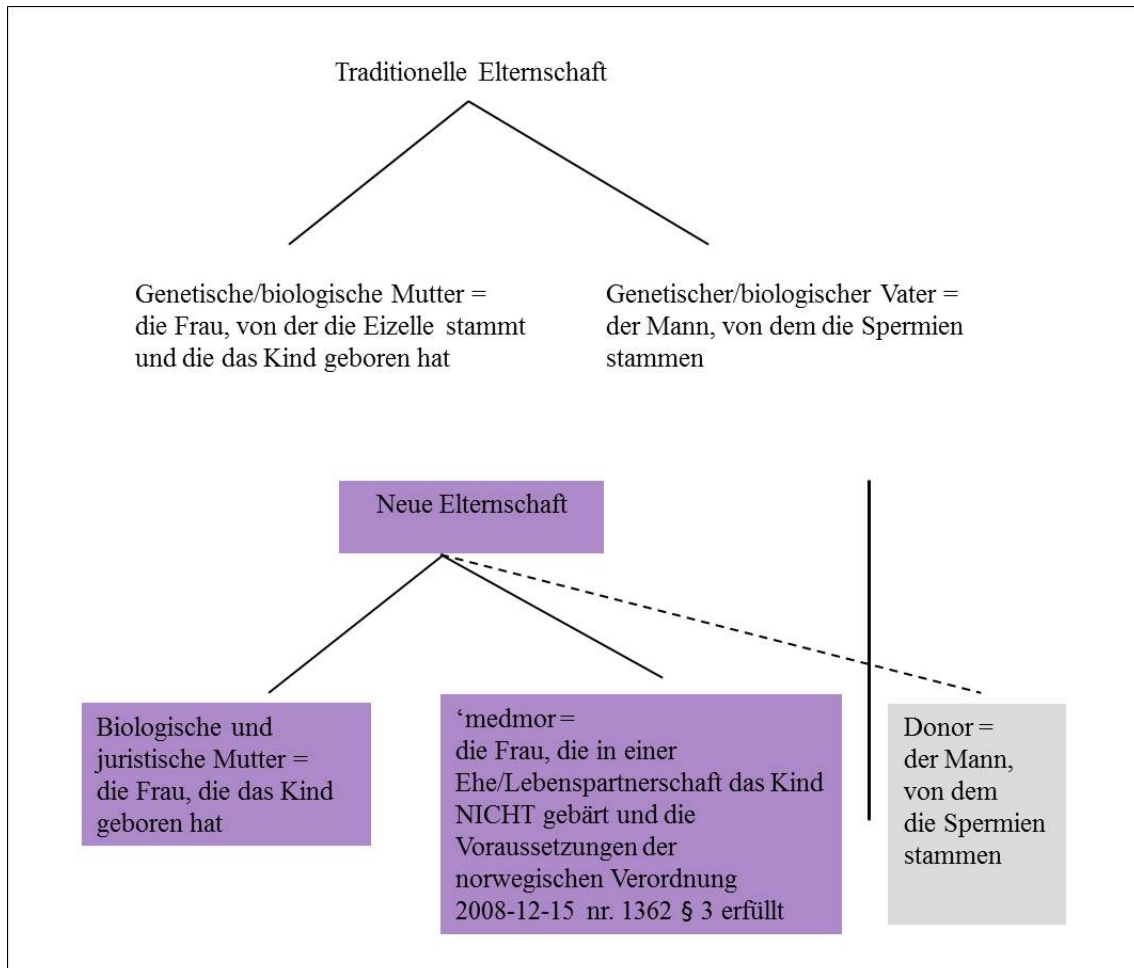 Traditionelle Elternschaft
Genetische/biologische Mutter =
die Frau, von der die Eizelle stammt
und die das Kind geboren hat
Genetischer/biologischer Vater =
der Mann, von dem die Spermien
stammen
Neue Elternschaft
Biologische und
juristische Mutter =
die Frau, die das Kind
geboren hat
‘medmor =
die Frau, die in einer
Ehe/Lebenspartnerschaft das Kind
NICHT gebärt und die
Voraussetzungen der
norwegischen Verordnung
2008-12-15 nr. 1362 § 3 erfüllt
Donor =
der Mann,
von dem
die Spermien
stammen